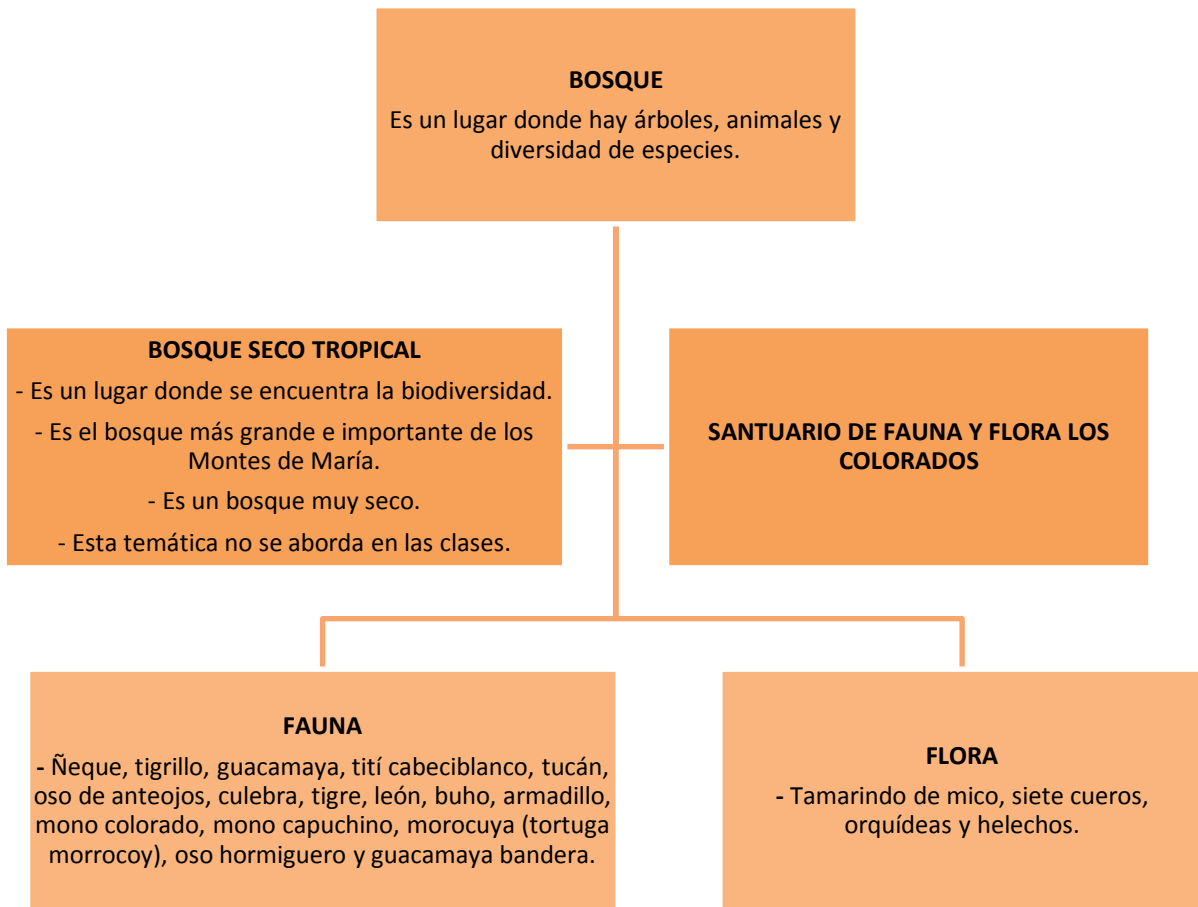 BOSQUE
Es un lugar donde hay árboles, animales y
diversidad de especies.
BOSQUE SECO TROPICAL
- Es un lugar donde se encuentra la biodiversidad.
- Es el bosque más grande e importante de los
Montes de María.
- Es un bosque muy seco.
- Esta temática no se aborda en las clases.
SANTUARIO DE FAUNA Y FLORA LOS
COLORADOS
FAUNA
- Ñeque, tigrillo, guacamaya, tití cabeciblanco, tucán,
oso de anteojos, culebra, tigre, león, buho, armadillo,
mono colorado, mono capuchino, morocuya (tortuga
morrocoy), oso hormiguero y guacamaya bandera.
FLORA
- Tamarindo de mico, siete cueros,
orquídeas y helechos.